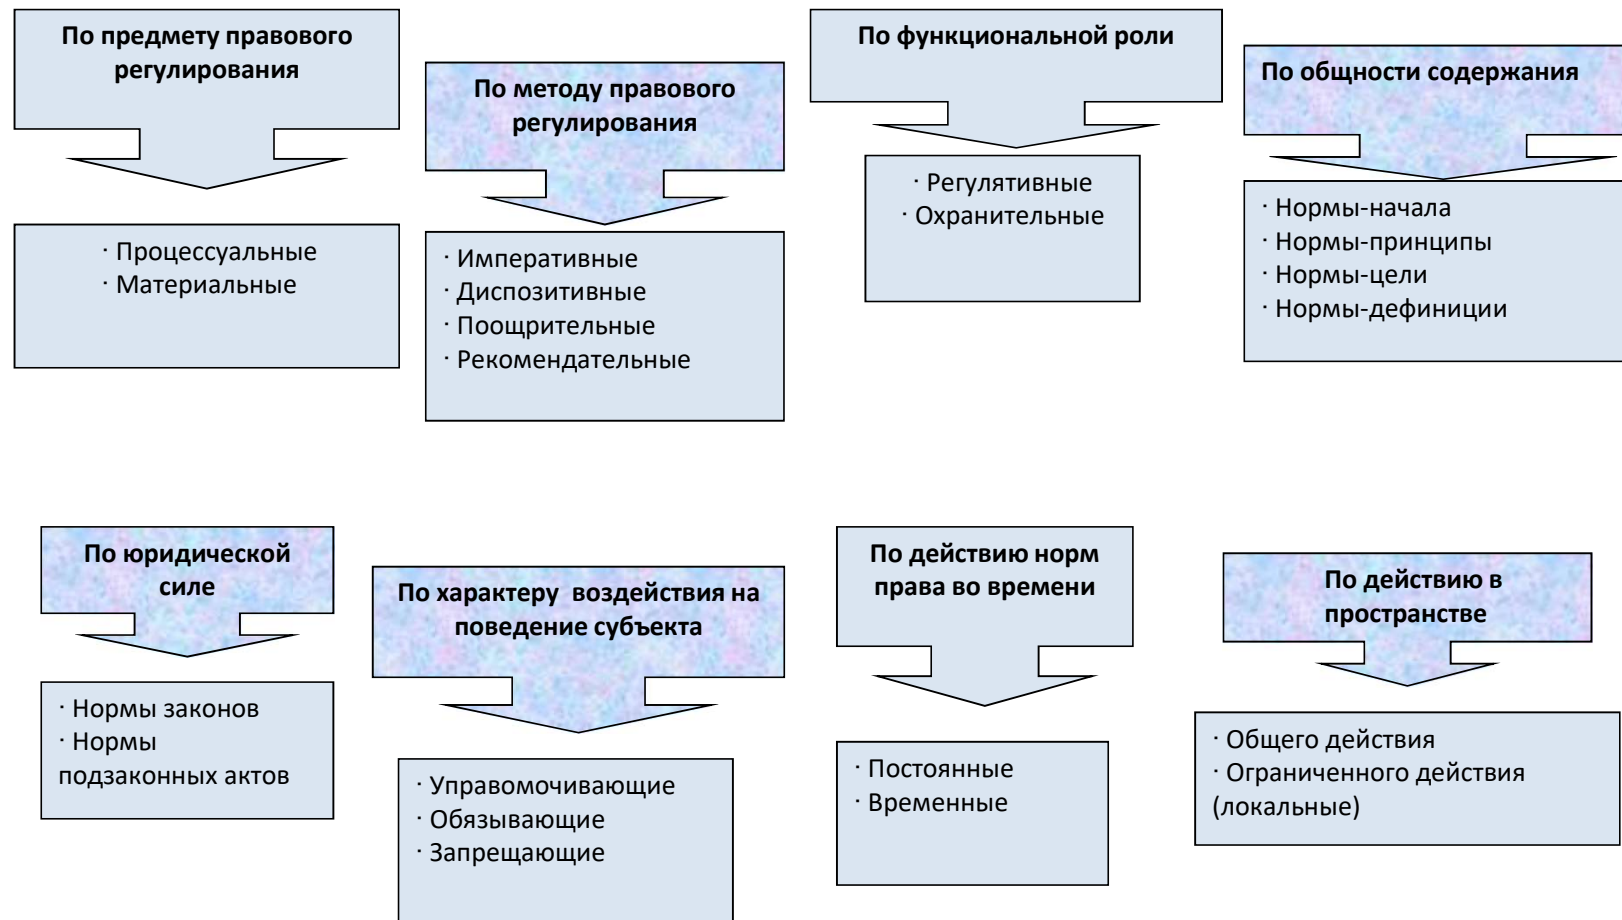 По предмету правового
регулирования
· Процессуальные
· Материальные
По методу правового
регулирования
· Императивные
· Диспозитивные
· Поощрительные
· Рекомендательные
По функциональной роли
· Регулятивные
· Охранительные
По общности содержания
· Нормы-начала
· Нормы-принципы
· Нормы-цели
· Нормы-дефиниции
По юридической
силе
· Нормы законов
· Нормы
подзаконных актов
По характеру воздействия на
поведение субъекта
· Управомочивающие
· Обязывающие
· Запрещающие
По действию норм
права во времени
· Постоянные
· Временные
По действию в
пространстве
· Общего действия
· Ограниченного действия
(локальные)